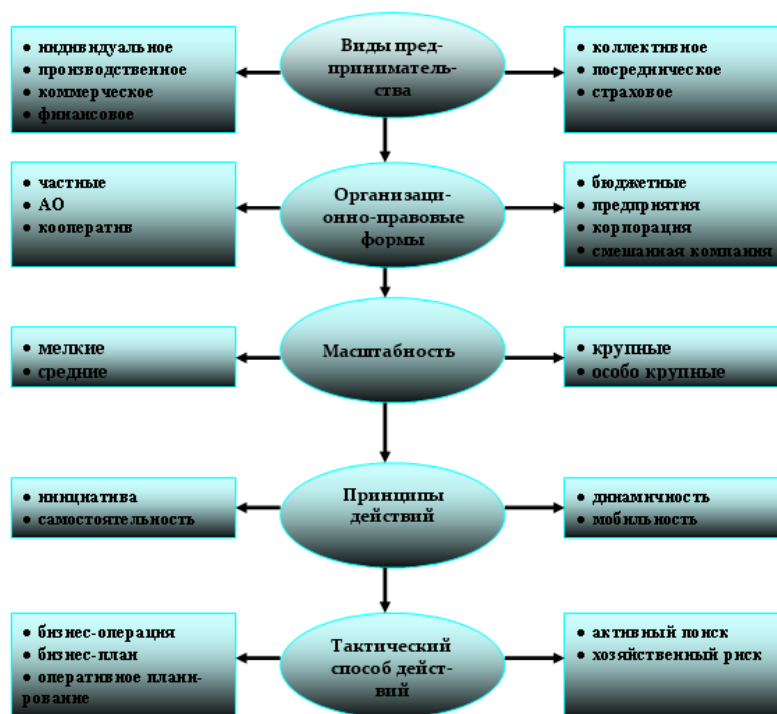 • индивидуальное
• производственное
• коммерческое
• финансовое
Виды пред-
принматель-
ства
• коллективное
• посредническое
• страховое
• частные
• АО
• кооператив
Организаци-
онно-правовые
формы
• бюджетные
• предприятия
• корпорация
• смешанная компания
• мелкие
• средние
Масштабность
• крупные
• особо крупные
• инициатива
• самостоятельность
Принципы
действий
• динамичность
• мобильность
• бизнес-операция
• бизнес-план
• оперативное плани-
рование
Тактический
способ дейст-
вий
• активный поиск
• хозяйственный риск